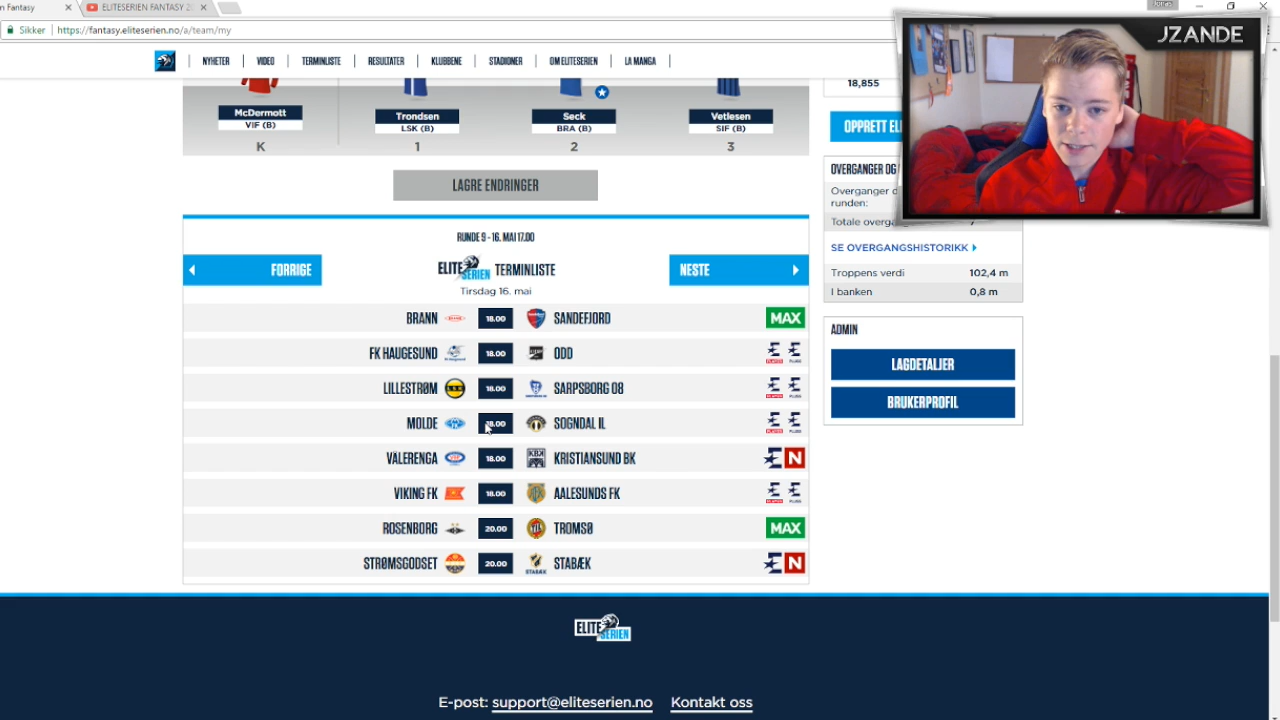 en Fantasy
ELITESERIEN FANTASY 2
Sikker
https://fantasy.eliteserien.no/a/team/my
JZANDE
NYHETER
VIDEO
TERMINLISTE
RESULTATER
KLUBBENE
STADIONER
OM ELITESERIEN
LA MANGA
McDermott
VIF (B)
K
Trondsen
LSK (B)
1
Seck
BRA (B)
2
Vetlesen
SIF (B)
3
18,855
OPPRETT EL
OVERGANGER OG
Overganger d
runden:
Totale overga
SE OVERGANGSHISTORIKK
Troppens verdi 102,4 m
I banken 0,8 m
ADMIN
LAGDETALJER
BRUKERPROFIL
LAGRE ENDRINGER
RUNDE 9 - 16. MAI 17.00
FORRIGE
ELITE SERIEN TERMINLISTE
NESTE
Tirsdag 16. mai
BRANN 18.00 SANDEFJORD MAX
FK HAUGESUND 18.00 ODD
LILLESTRØM 18.00 SARPSBORG 08
MOLDE 18.00 SOGNDAL IL
VÅLERENGA 18.00 KRISTIANSUND BK N
VIKING FK 18.00 AALESUNDS FK
ROSENBORG 20.00 TROMSØ MAX
STRØMSGODSET 20.00 STABÆK N
ELITE SERIEN
E-post: support@eliteserien.no Kontakt oss